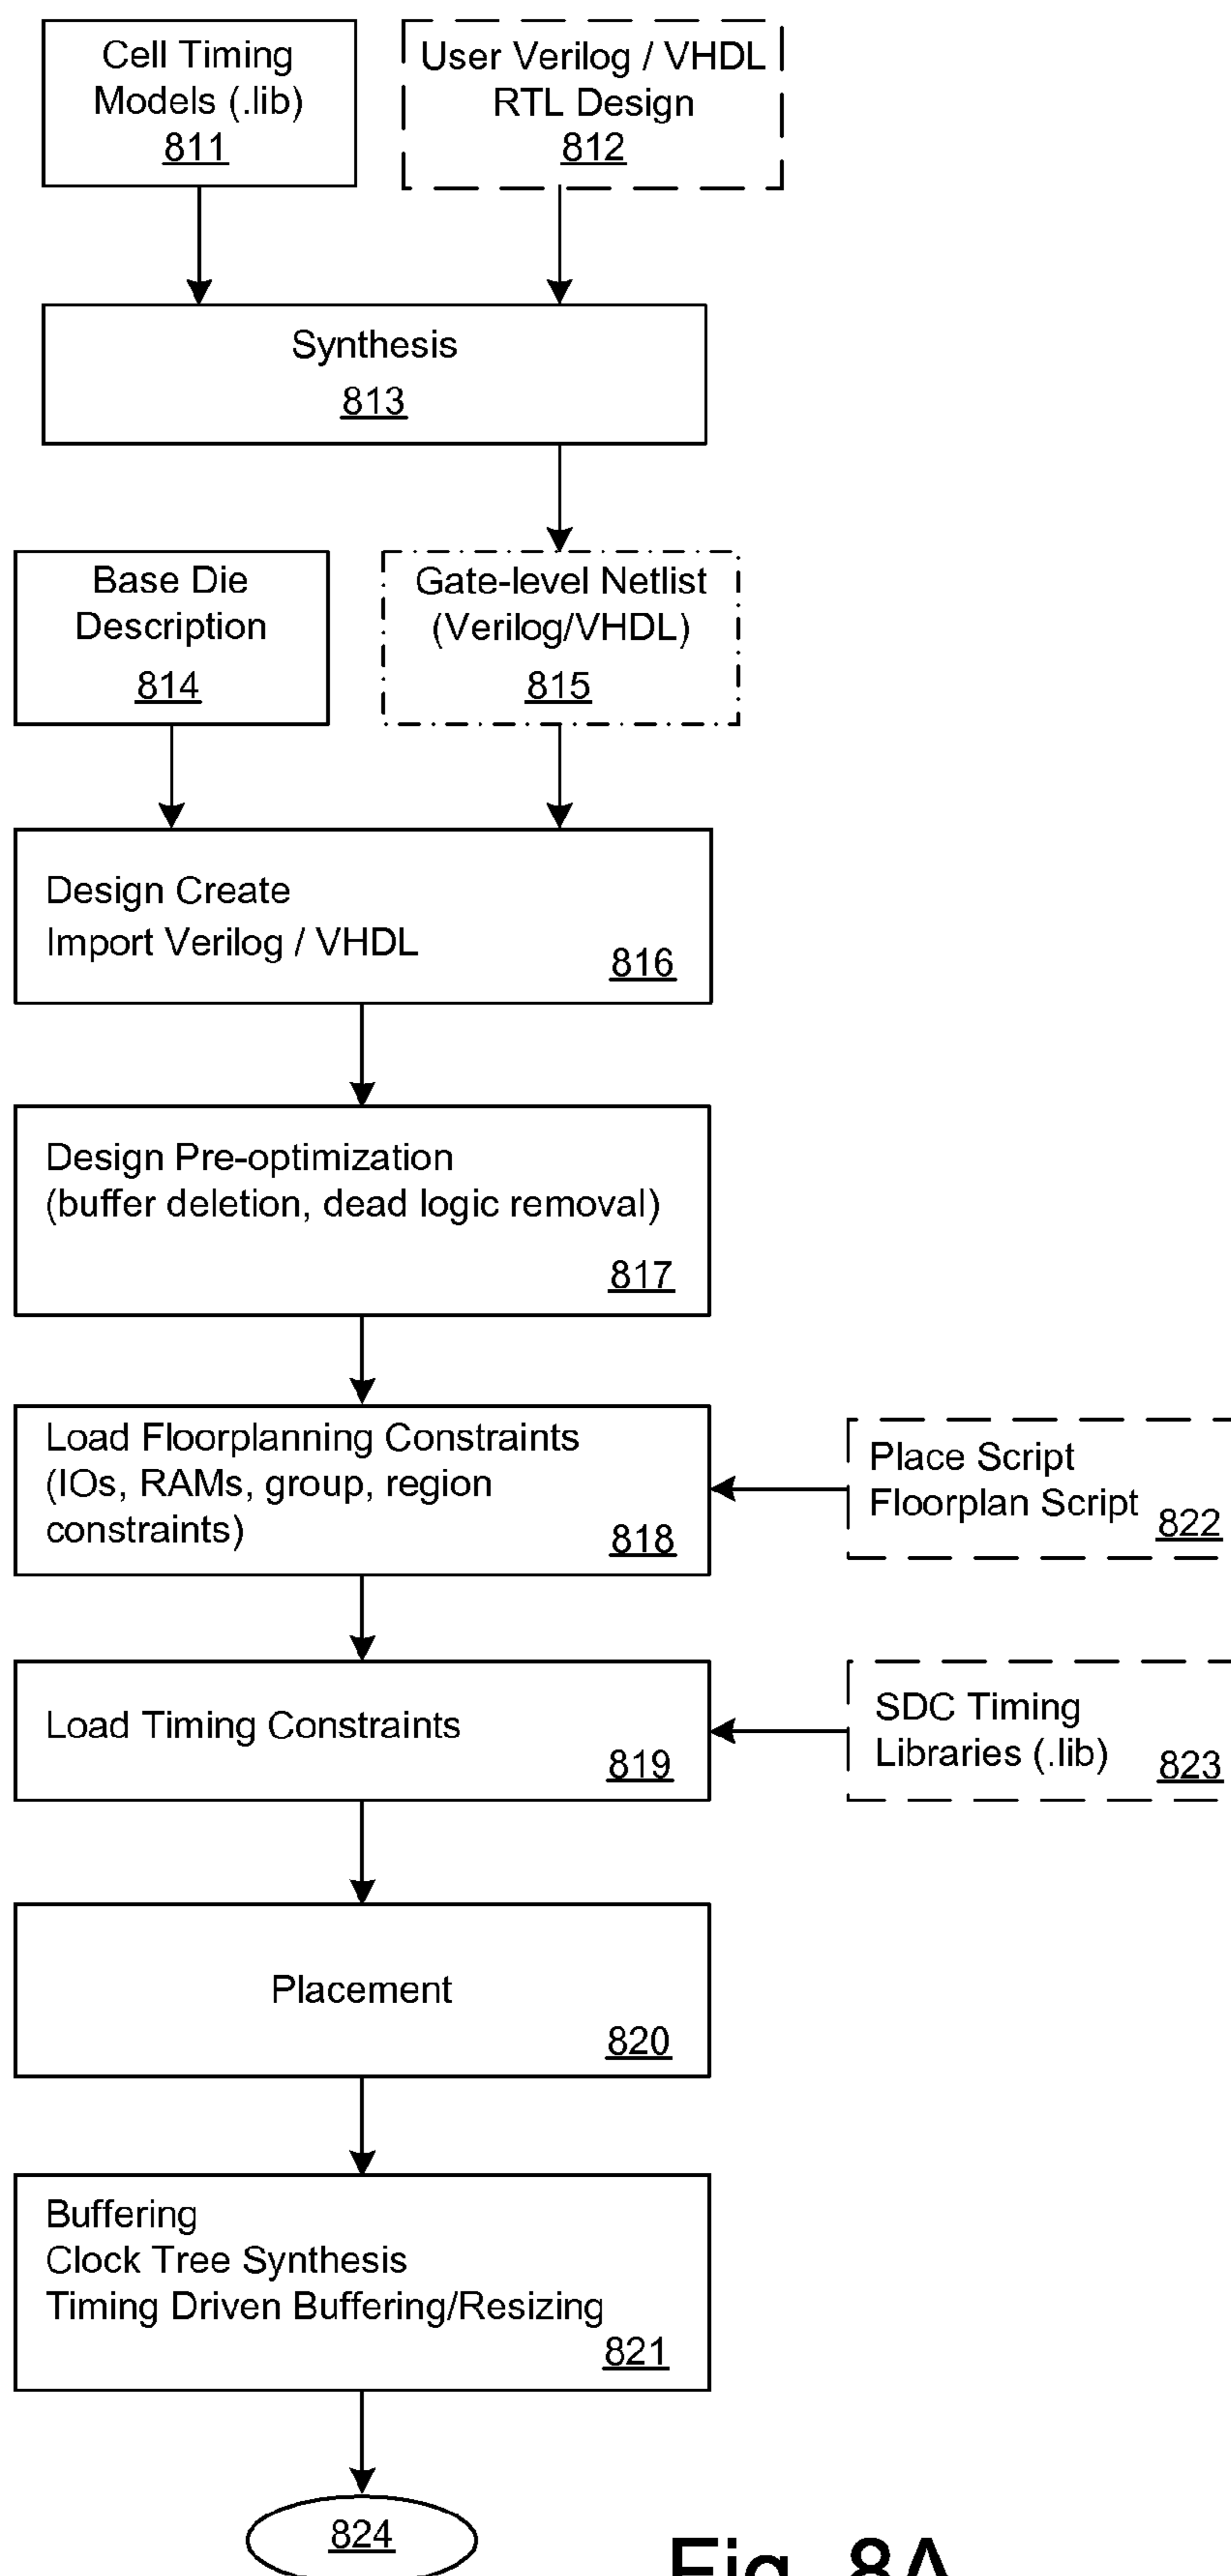 Cell Timing
Models (.lib)
811
User Verilog / VHDL
RTL Design
812
Synthesis
813
Base Die
Description
814
Gate-level Netlist
(Verilog/VHDL)
815
Design Create
Import Verilog / VHDL
816
Design Pre-optimization
(buffer deletion, dead logic removal)
817
Load Floorplanning Constraints
(IOs, RAMs, group, region
constraints)
818
Place Script
Floorplan Script
822
Load Timing Constraints
819
SDC Timing
Libraries (.lib)
823
Placement
820
Buffering
Clock Tree Synthesis
Timing Driven Buffering/Resizing
821
824
Fig. 8A